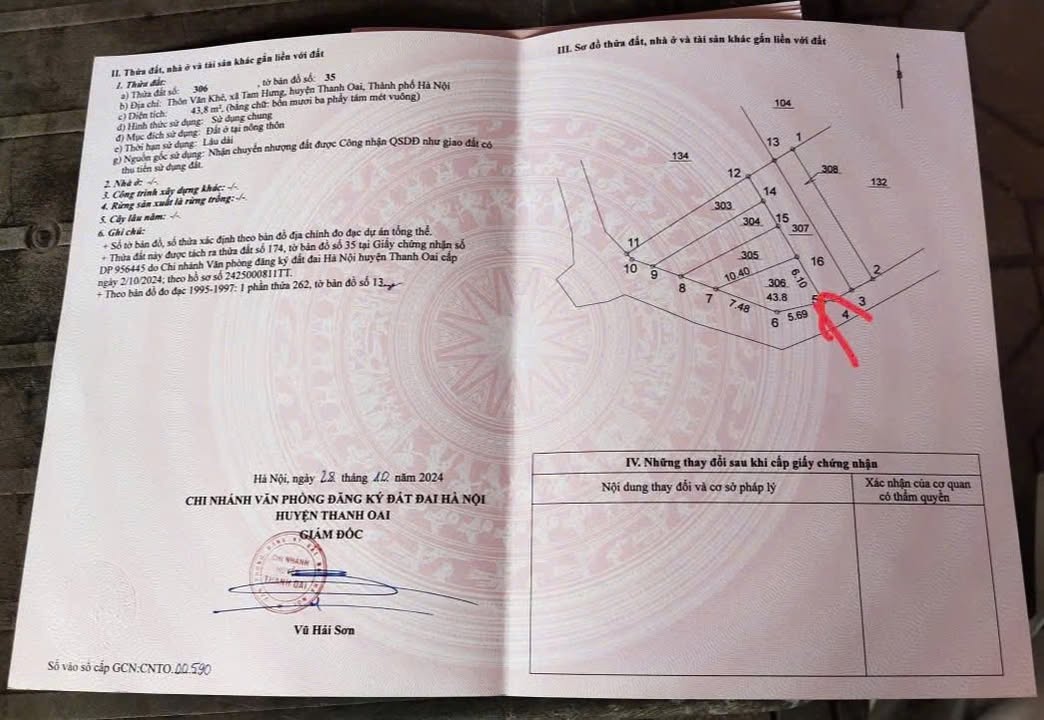 II. Thửa đất, nhà ở và tài sản khác gắn liền với đất
1. Thửa đất:
a) Thửa đất số: 306 , tờ bản đồ số: 35
b) Địa chỉ: Thôn Văn Khê, xã Tam Hưng, huyện Thanh Oai, Thành phố Hà Nội
c) Diện tích: 43,8 m², (bằng chữ: bốn mươi ba phẩy tám mét vuông)
d) Hình thức sử dụng: Sử dụng chung
đ) Mục đích sử dụng: Đất ở tại nông thôn
e) Thời hạn sử dụng: Lâu dài
g) Nguồn gốc sử dụng: Nhận chuyển nhượng đất được Công nhận QSDĐ như giao đất có
thu tiền sử dụng đất.
2. Nhà ở: -/-.
3. Công trình xây dựng khác: -/-.
4. Rừng sản xuất là rừng trồng: -/-.
5. Cây lâu năm: -/-
6. Ghi chú:
+ Số tờ bản đồ, số thửa xác định theo bản đồ địa chính đo đạc dự án tổng thể.
+ Thửa đất này được tách ra thửa đất số 174, tờ bản đồ số 35 tại Giấy chứng nhận số
DP 956445 do Chi nhánh Văn phòng đăng ký đất đai Hà Nội huyện Thanh Oai cấp
ngày 2/10/2024; theo hồ sơ số 2425000811TT.
+ Theo bản đồ đo đạc 1995-1997: 1 phần thửa 262, tờ bản đồ số 13
Hà Nội, ngày 28 tháng 10 năm 2024
CHI NHÁNH VĂN PHÒNG ĐĂNG KÝ ĐẤT ĐAI HÀ NỘI
HUYỆN THANH OAI
GIÁM ĐỐC
CHI NHÁNH
THANH OAI
Vũ Hải Sơn
Số vào sổ cấp GCN:CNTO.00590
III. Sơ đồ thửa đất, nhà ở và tài sản khác gắn liền với đất
104
13 1
134 308
12 132
14
303
15
304 307
11
305 16
10 9 10.40 6.10
8 306 2
7 43.8 5 3
7.48 6 5.69 4
IV. Những thay đổi sau khi cấp giấy chứng nhận
Nội dung thay đổi và cơ sở pháp lý
Xác nhận của cơ quan
có thẩm quyền